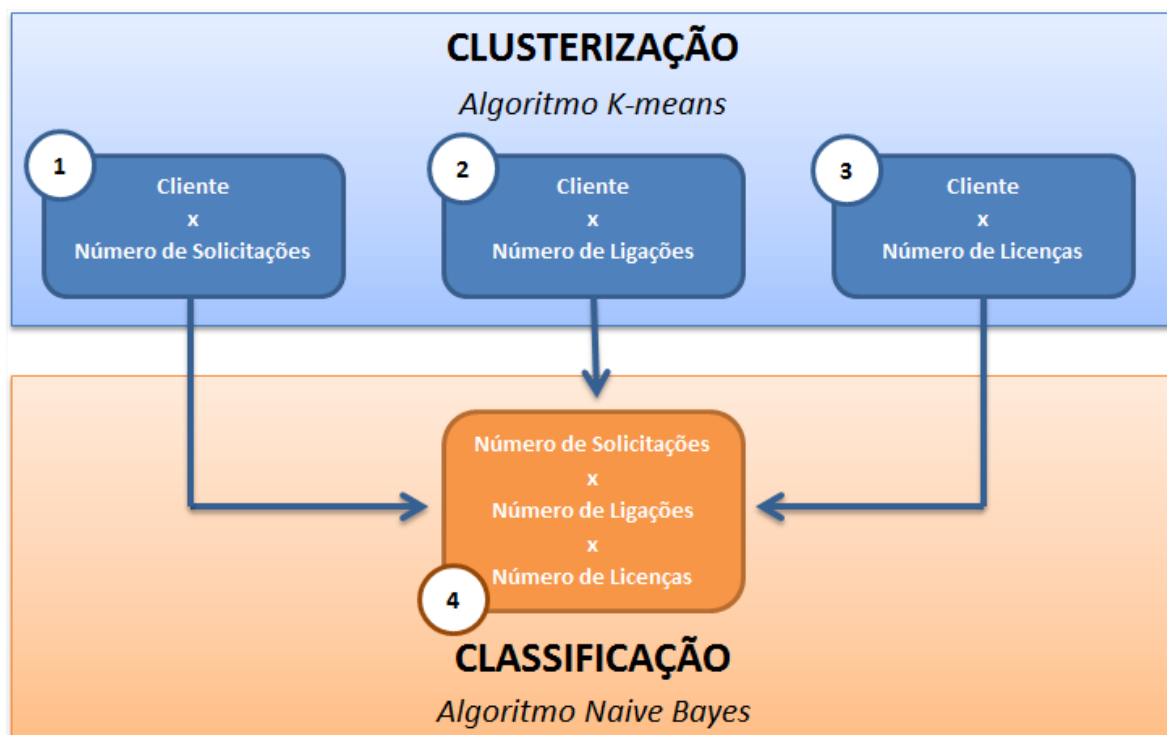 CLUSTERIZAÇÃO
Algoritmo K-means
1
Cliente
x
Número de Solicitações
2
Cliente
x
Número de Ligações
3
Cliente
x
Número de Licenças
Número de Solicitações
x
Número de Ligações
x
Número de Licenças
4
CLASSIFICAÇÃO
Algoritmo Naive Bayes